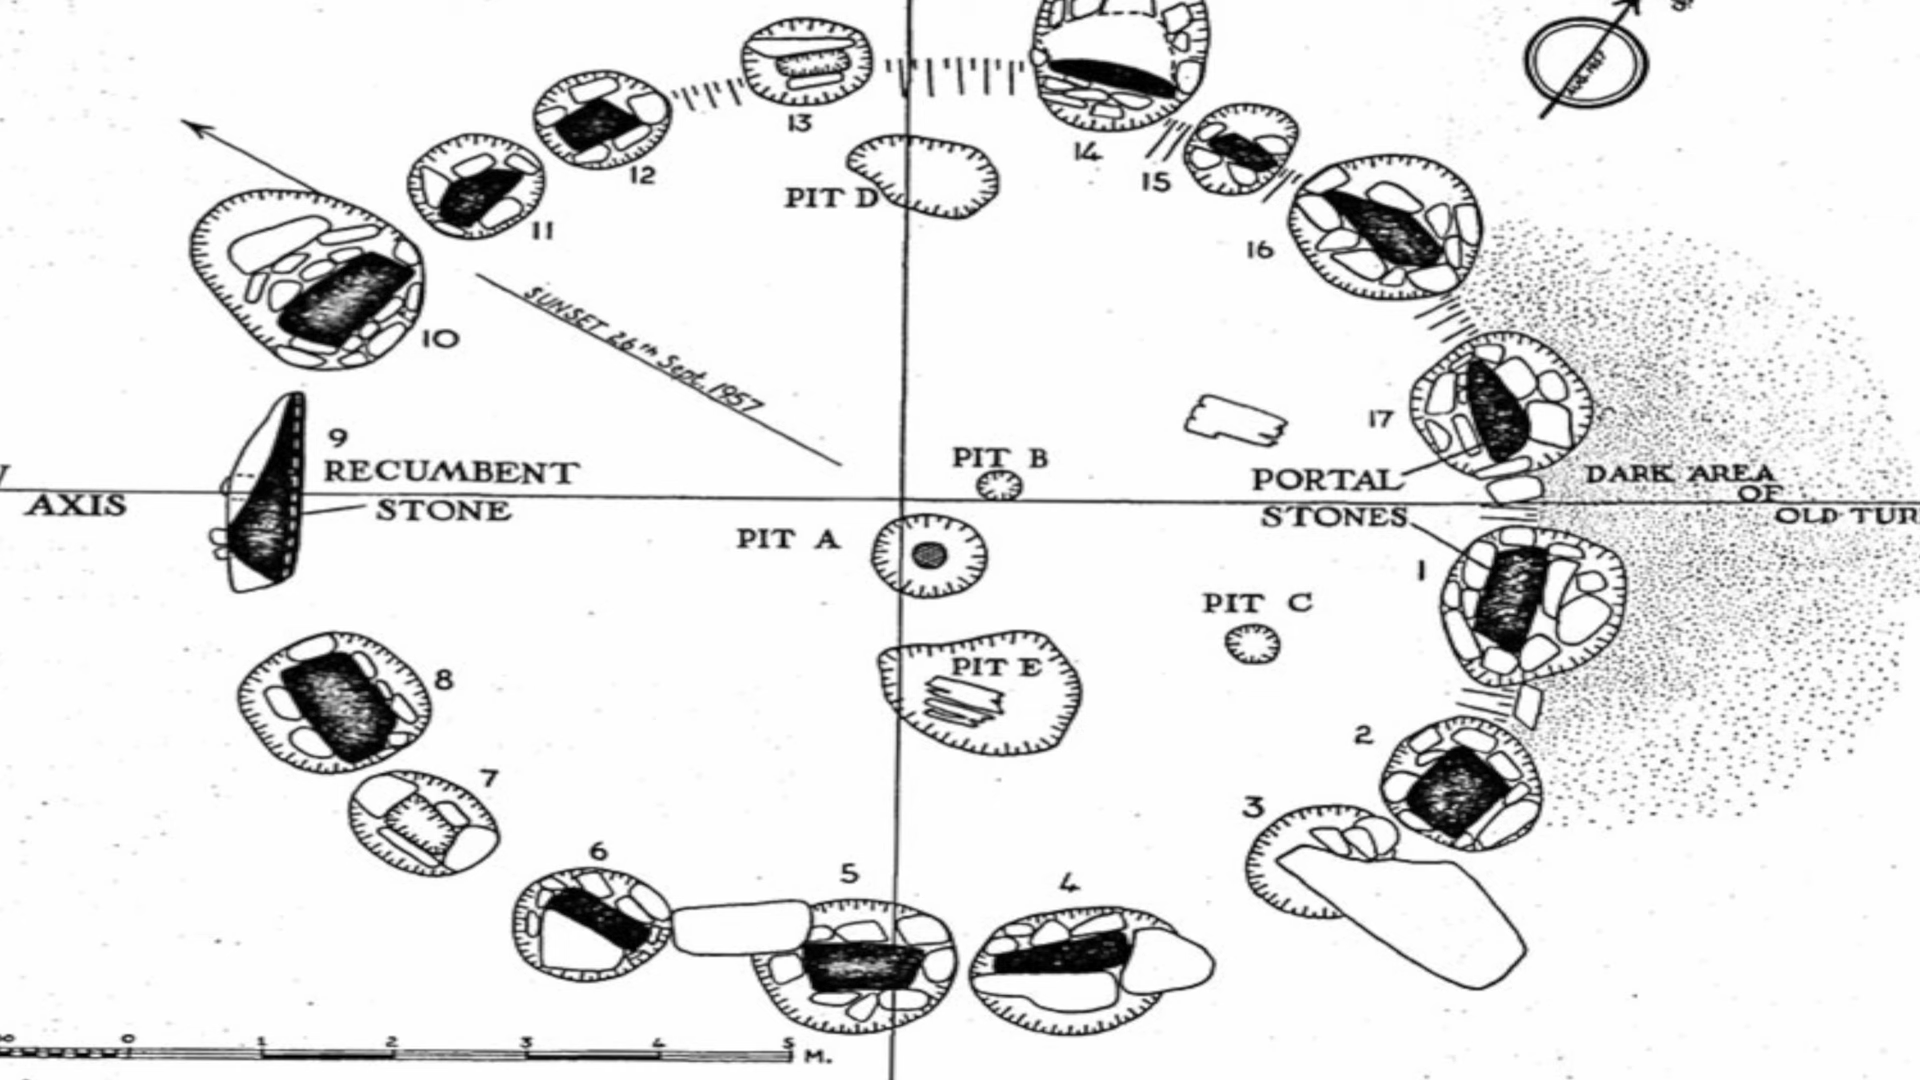 13
14
12
15
PIT D
11
16
SUNSET 26th Sept. 1957
10
17
9
RECUMBENT
PIT B
PORTAL
DARK AREA
OF
AXIS
STONE
STONES
OLD TUR
PIT A
1
PIT C
PIT E
8
2
7
3
6
5
4
0 1 2 3 4 5 M.